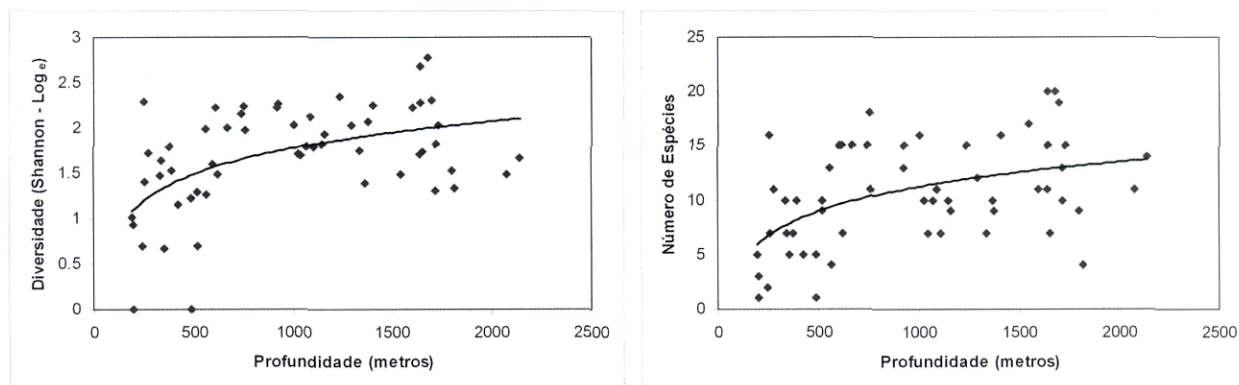 3
2.5
2
1.5
1
0.5
0
0 500 1000 1500 2000 2500
Diversidade (Shannon - Log e)
Profundidade (metros)
25
20
15
10
5
0
0 500 1000 1500 2000 2500
Número de Espécies
Profundidade (metros)